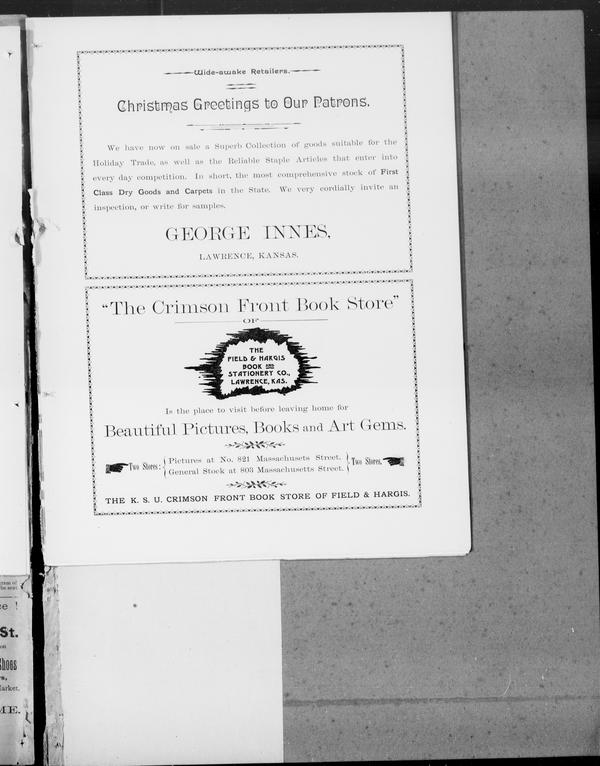 Wide-awake Retailers.
Christmas Greetings to Our Patrons.
We have now on sale a Superb Collection of goods suitable for the
Holiday Trade, as well as the Reliable Staple Articles that enter into
every day competition. In short, the most comprehensive stock of First
Class Dry Goods and Carpets in the State. We very cordially invite an
inspection, or write for samples.
GEORGE INNES,
LAWRENCE, KANSAS.
"The Crimson Front Book Store"
OF
THE
FIELD & HARGIS
BOOK AND
STATIONERY CO.,
LAWRENCE, KAS.
Is the place to visit before leaving home for
Beautiful Pictures, Books and Art Gems.
Two Stores: Pictures at No. 821 Massachusets Street. Two Stores.
General Stock at 803 Massachusetts Street.
THE K. S. U. CRIMSON FRONT BOOK STORE OF FIELD & HARGIS.
ce !
St.
on
Shoes
rs,
Market.
ME.